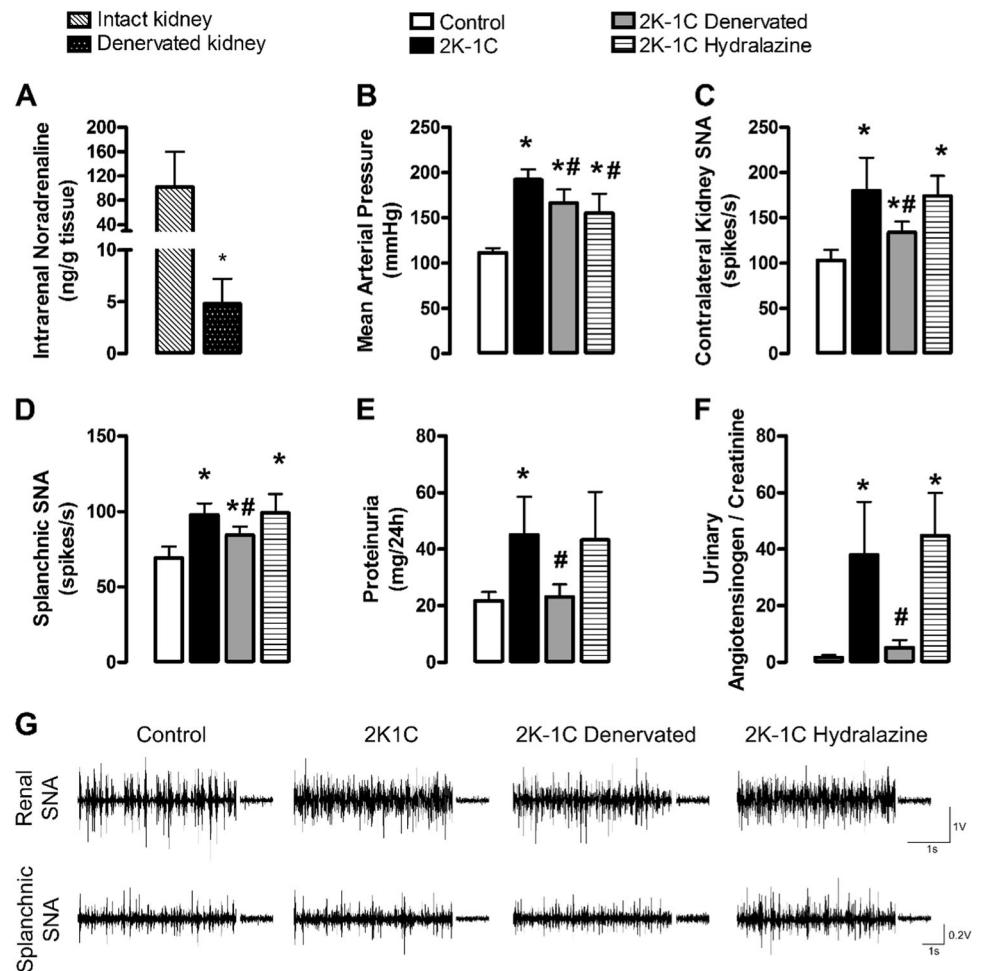 Intact kidney
Denervated kidney
Control
2K-1C
2K-1C Denervated
2K-1C Hydralazine
A
Intrarenal Noradrenaline
(ng/g tissue)
200
160
120
80
40
10
5
0
*
B
Mean Arterial Pressure
(mmHg)
250
200
150
100
50
0
*
*#
*#
C
Contralateral Kidney SNA
(spikes/s)
250
200
150
100
50
0
*
*#
*
D
Splanchnic SNA
(spikes/s)
150
100
50
0
*
*#
*
E
Proteinuria
(mg/24h)
80
60
40
20
0
*
#
F
Urinary
Angiotensinogen / Creatinine
80
60
40
20
0
*
#
*
G
Control
2K1C
2K-1C Denervated
2K-1C Hydralazine
Renal
SNA
1V
1s
Splanchnic
SNA
0.2V
1s